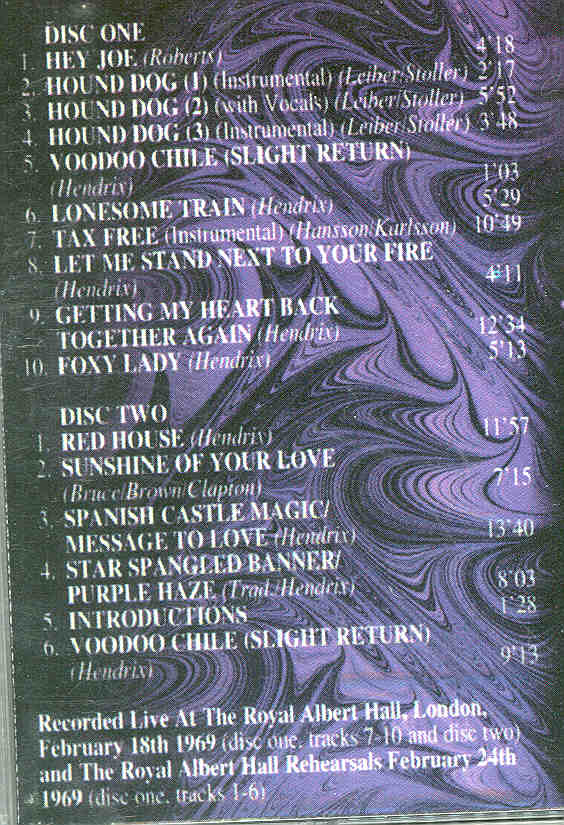 DISC ONE
1. HEY JOE (Roberts) 4'18
2. HOUND DOG (1) (Instrumental) (Leiber/Stoller) 2'17
3. HOUND DOG (2) (with Vocals) (Leiber/Stoller) 5'52
4. HOUND DOG (3) (Instrumental) (Leiber/Stoller) 3'48
5. VOODOO CHILE (SLIGHT RETURN)
(Hendrix) 1'03
6. LONESOME TRAIN (Hendrix) 5'29
7. TAX FREE (Instrumental) (Hansson/Karlsson) 10'49
8. LET ME STAND NEXT TO YOUR FIRE
(Hendrix) 4'11
9. GETTING MY HEART BACK
TOGETHER AGAIN (Hendrix) 12'34
10. FOXY LADY (Hendrix) 5'13
DISC TWO
1. RED HOUSE (Hendrix) 11'57
2. SUNSHINE OF YOUR LOVE
(Bruce/Brown/Clapton) 7'15
3. SPANISH CASTLE MAGIC/
MESSAGE TO LOVE (Hendrix) 13'40
4. STAR SPANGLED BANNER/
PURPLE HAZE (Trad./Hendrix) 8'03
5. INTRODUCTIONS 1'28
6. VOODOO CHILE (SLIGHT RETURN)
(Hendrix) 9'13
Recorded Live At The Royal Albert Hall, London,
February 18th 1969 (disc one, tracks 7-10 and disc two)
and The Royal Albert Hall Rehearsals February 24th
1969 (disc one, tracks 1-6)